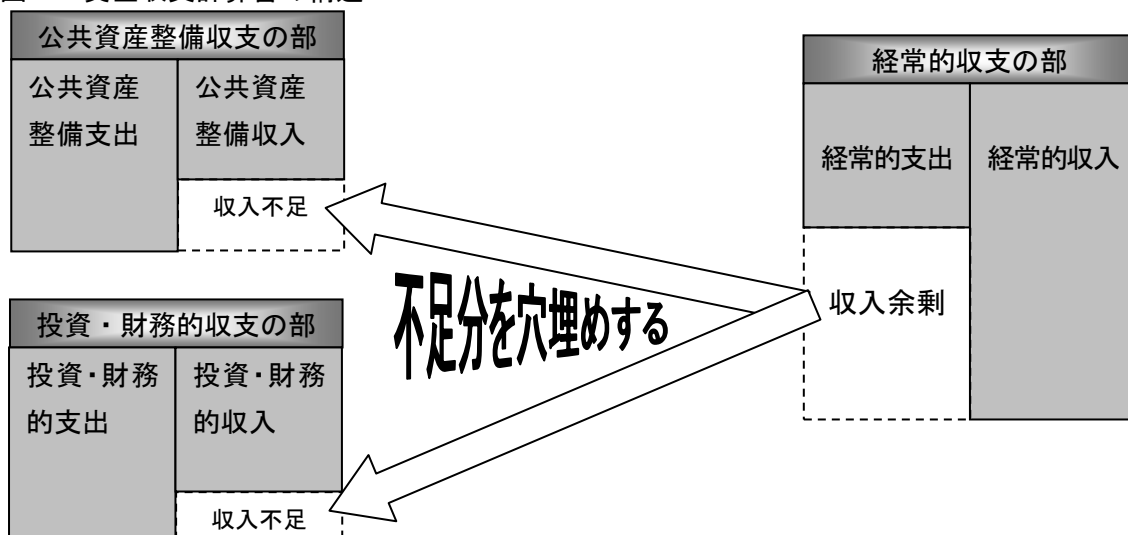 公共資産整備収支の部
公共資産
整備支出
公共資産
整備収入
収入不足
経常的収支の部
経常的支出
経常的収入
収入余剰
不足分を穴埋めする
投資・財務的収支の部
投資・財務
的支出
投資・財務
的収入
収入不足